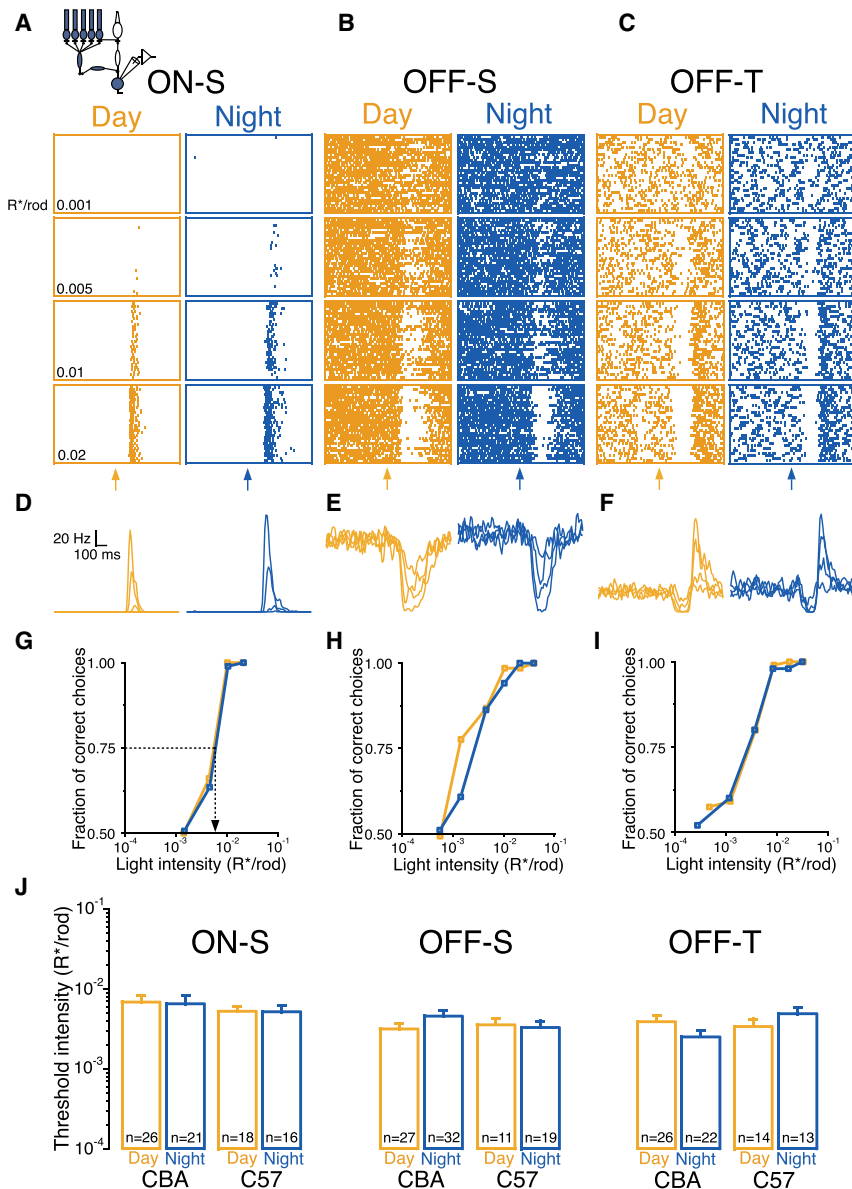 A
B
C
ON-S
OFF-S
OFF-T
Day
Night
Day
Night
Day
Night
R*/rod
0.001
0.005
0.01
0.02
D
E
F
20 Hz
100 ms
G
H
I
Fraction of correct choices
1.00
0.75
0.50
10-4
10-3
10-2
10-1
Light intensity (R*/rod)
Fraction of correct choices
1.00
0.75
0.50
10-4
10-3
10-2
10-1
Light intensity (R*/rod)
Fraction of correct choices
1.00
0.75
0.50
10-4
10-3
10-2
10-1
Light intensity (R*/rod)
J
Threshold intensity (R*/rod)
10-1
10-2
10-3
10-4
ON-S
OFF-S
OFF-T
n=26
n=21
n=18
n=16
n=27
n=32
n=11
n=19
n=26
n=22
n=14
n=13
Day
Night
Day
Night
Day
Night
Day
Night
Day
Night
Day
Night
CBA
C57
CBA
C57
CBA
C57